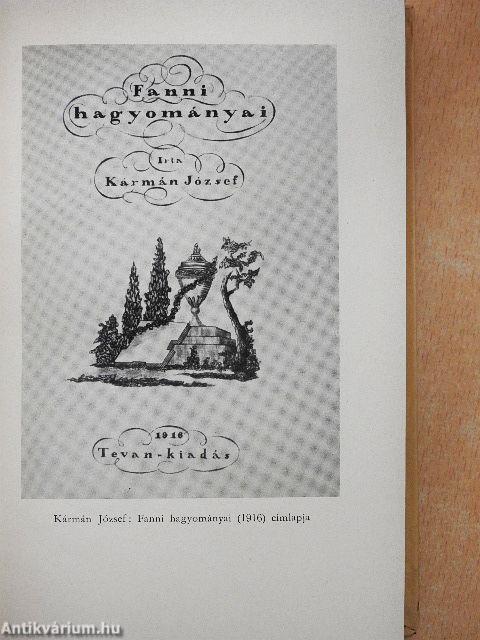 Fanni
hagyományai
Irta
Kármán József
1916
Tevan-kiadás
Kármán József: Fanni hagyományai (1916) címlapja
Antikvárium.hu